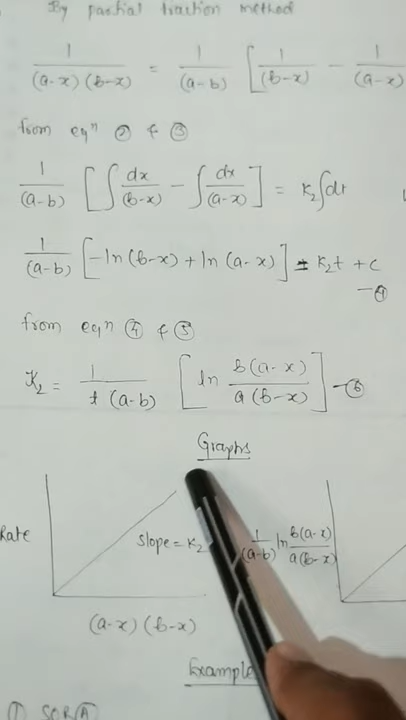 By partial fraction method
1/(a-x)(b-x) = 1/(a-b) [ 1/(b-x) - 1/(a-x)
from eqn ② & ③
1/(a-b) [ ∫ dx/(b-x) - ∫ dx/(a-x) ] = K₂∫dt
1/(a-b) [ -ln(b-x) + ln(a-x) ] = K₂t + c
-④
from eqn ④ & ⑤
K₂ = 1/t(a-b) [ ln b(a-x)/a(b-x) ] -⑥
Graphs
Rate
slope = K₂
(a-x)(b-x)
1/(a-b) ln b(a-x)/a(b-x)
Example